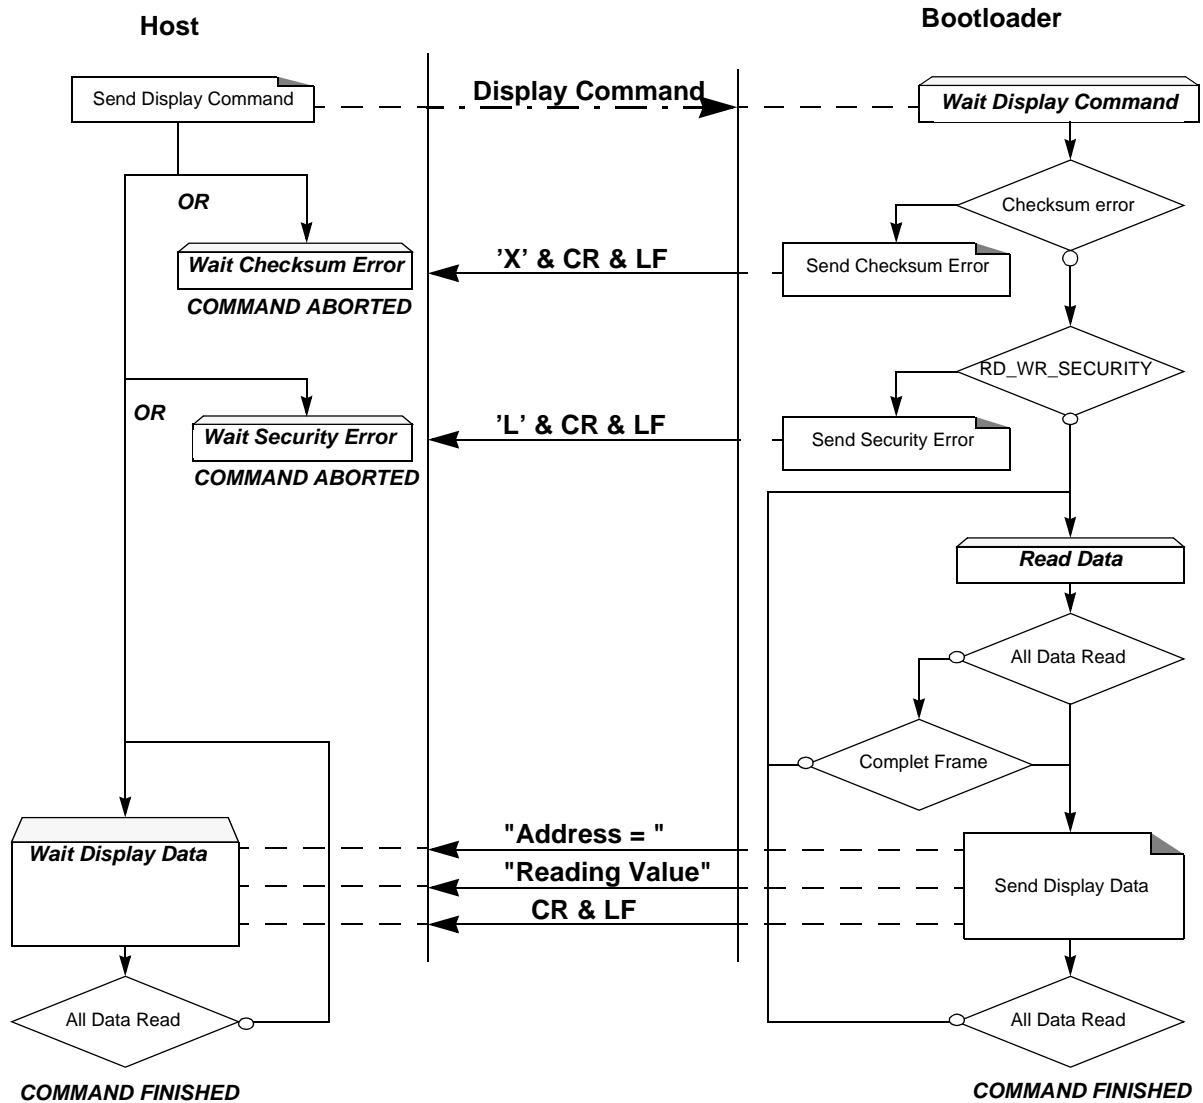 Host
Bootloader
Send Display Command
Display Command
Wait Display Command
OR
Checksum error
Wait Checksum Error
'X' & CR & LF
Send Checksum Error
COMMAND ABORTED
RD_WR_SECURITY
OR
Wait Security Error
'L' & CR & LF
Send Security Error
COMMAND ABORTED
Read Data
All Data Read
Complet Frame
Wait Display Data
"Address = "
"Reading Value"
CR & LF
Send Display Data
All Data Read
All Data Read
COMMAND FINISHED
COMMAND FINISHED